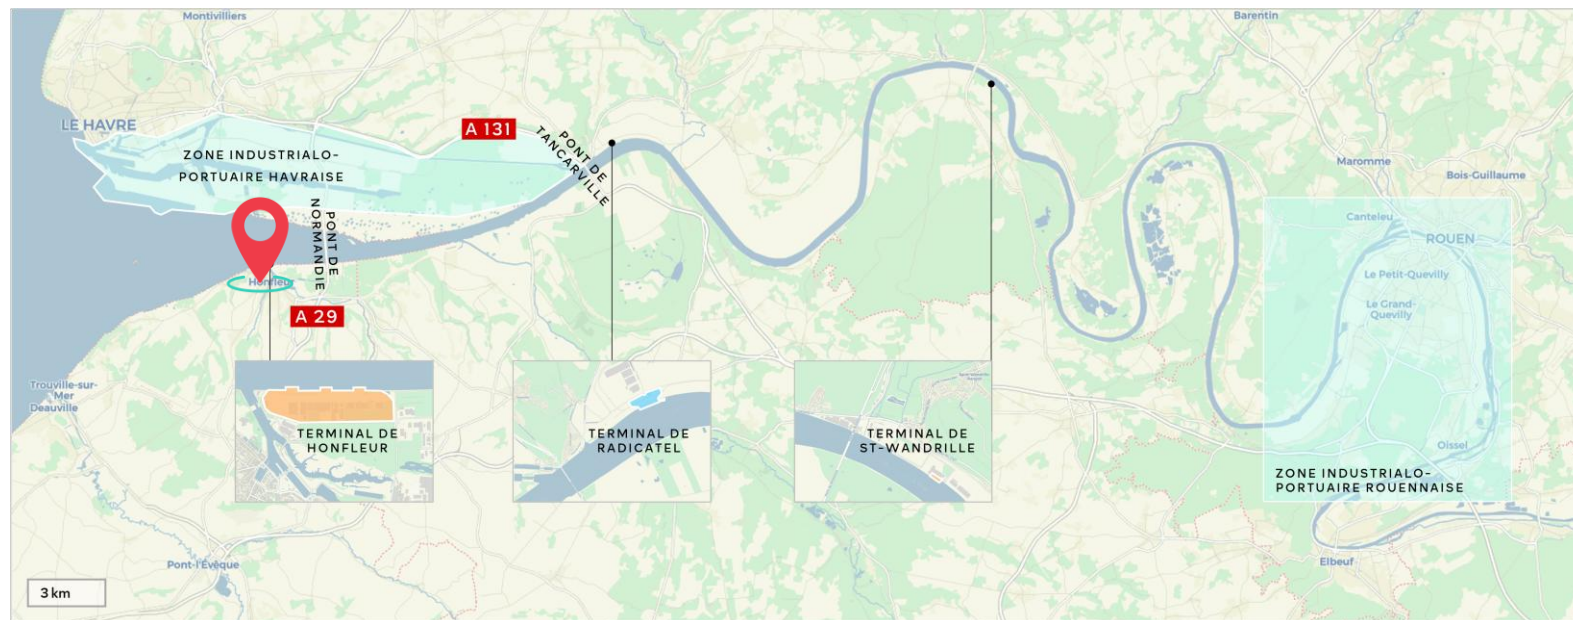 Montivilliers
Barentin
LE HAVRE
A 131
PONT DE
TANCARVILLE
ZONE INDUSTRIALO-
PORTUAIRE HAVRAISE
Maromme
Bois-Guillaume
PONT DE
NORMANDIE
Canteleu
ROUEN
Honfleur
Le Petit-Quevilly
A 29
Le Grand-
Quevilly
Trouville-sur-
Mer
Deauville
TERMINAL DE
HONFLEUR
TERMINAL DE
RADICATEL
TERMINAL DE
ST-WANDRILLE
Oissel
ZONE INDUSTRIALO-
PORTUAIRE ROUENNAISE
Pont-l'Évêque
Elbeuf
3 km